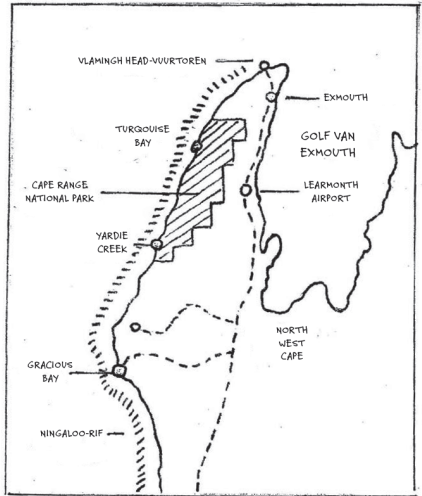 VLAMINGH HEAD-VUURTOREN
EXMOUTH
TURQOUISE
BAY
GOLF VAN
EXMOUTH
CAPE RANGE
NATIONAL PARK
LEARMONTH
AIRPORT
YARDIE
CREEK
NORTH
WEST
CAPE
GRACIOUS
BAY
NINGALOO-RIF